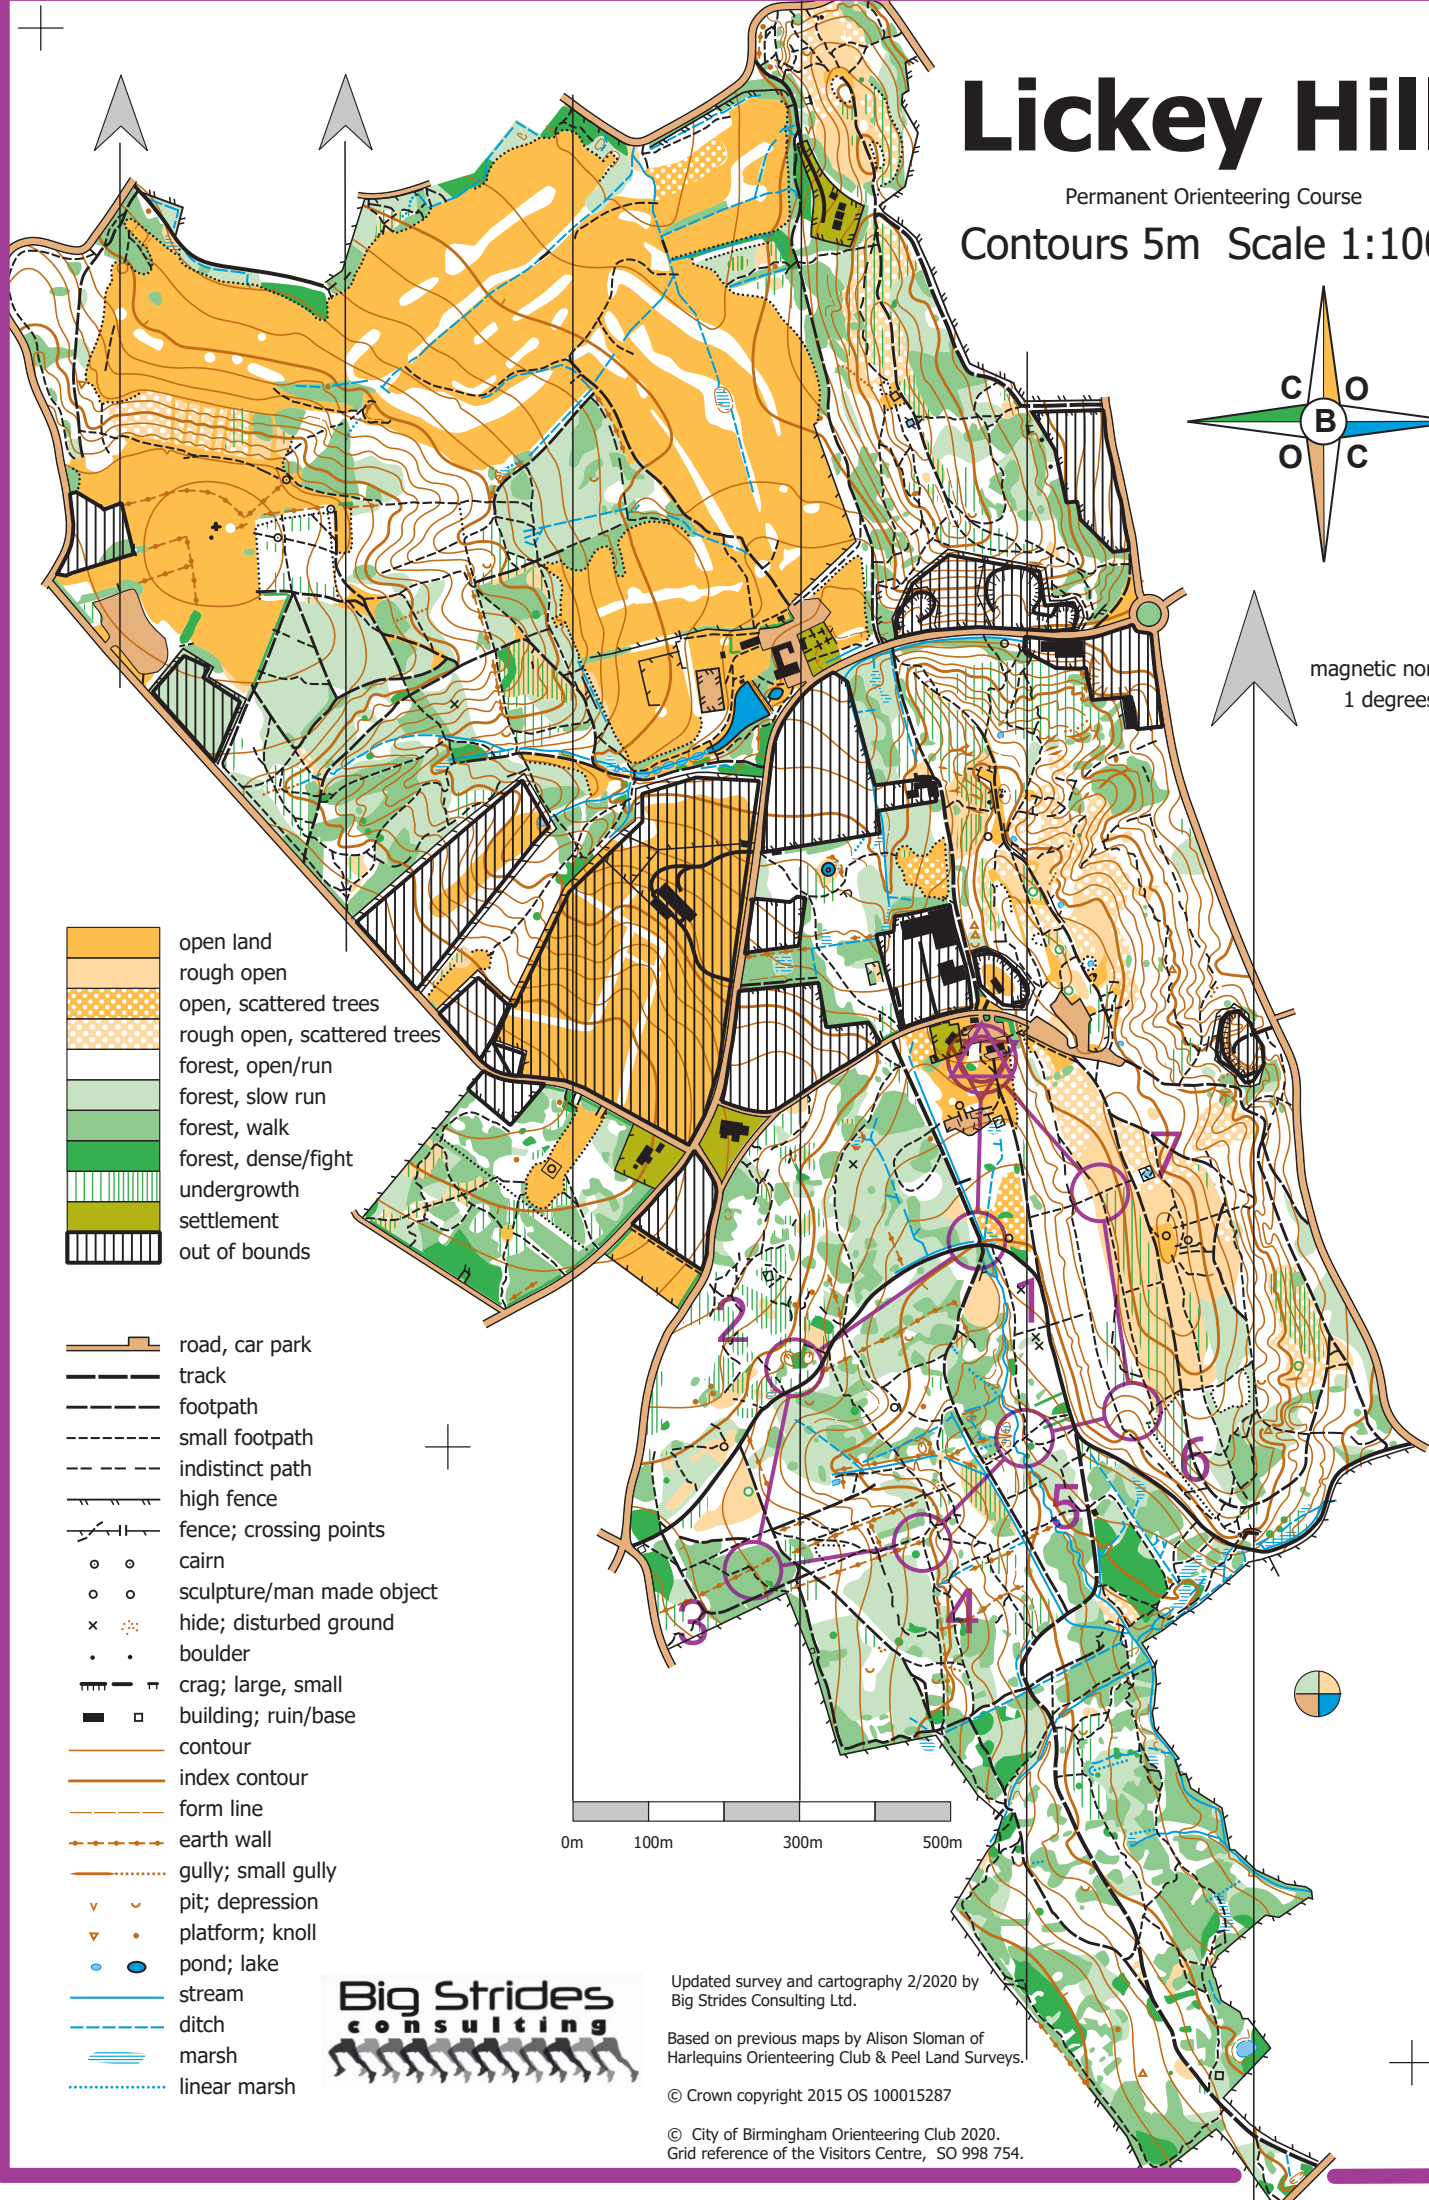 Lickey Hill
Permanent Orienteering Course
Contours 5m Scale 1:100
C O
B
O C
magnetic nor
1 degrees
open land
rough open
open, scattered trees
rough open, scattered trees
forest, open/run
forest, slow run
forest, walk
forest, dense/fight
undergrowth
settlement
out of bounds
road, car park
track
footpath
small footpath
indistinct path
high fence
fence; crossing points
cairn
sculpture/man made object
hide; disturbed ground
boulder
crag; large, small
building; ruin/base
contour
index contour
form line
earth wall
gully; small gully
pit; depression
platform; knoll
pond; lake
stream
ditch
marsh
linear marsh
7
1
2
6
5
4
3
0m 100m 300m 500m
Big Strides
consulting
Updated survey and cartography 2/2020 by
Big Strides Consulting Ltd.
Based on previous maps by Alison Sloman of
Harlequins Orienteering Club & Peel Land Surveys.
© Crown copyright 2015 OS 100015287
© City of Birmingham Orienteering Club 2020.
Grid reference of the Visitors Centre, SO 998 754.